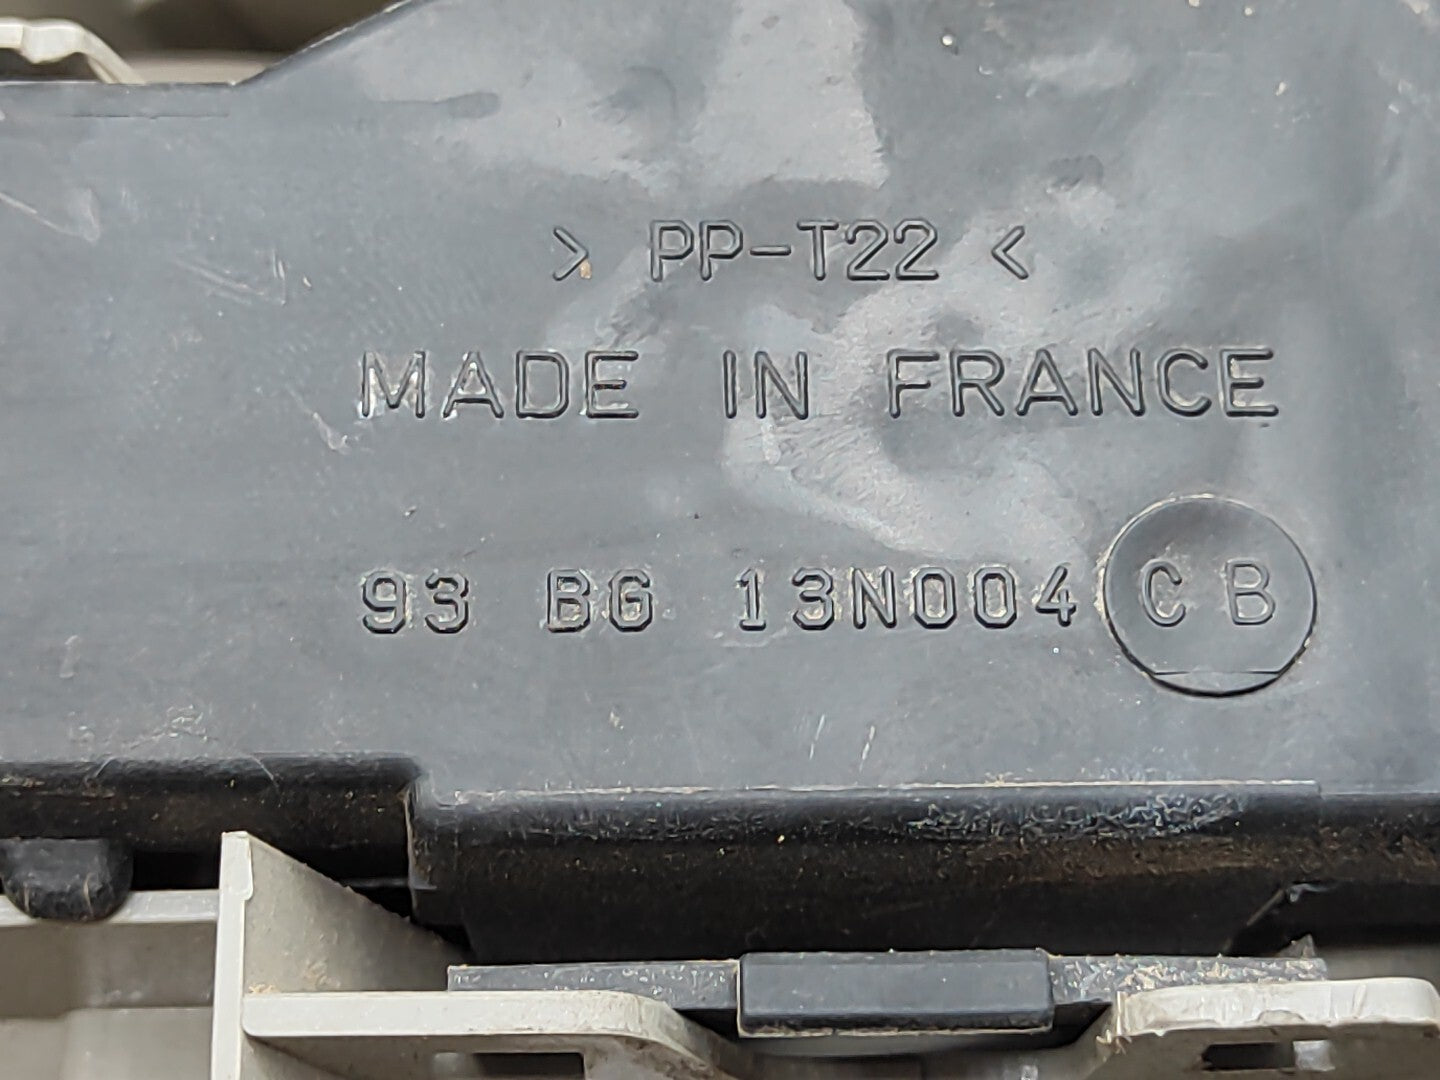 > PP-T22 <
MADE IN FRANCE
93 BG 13N004 CB